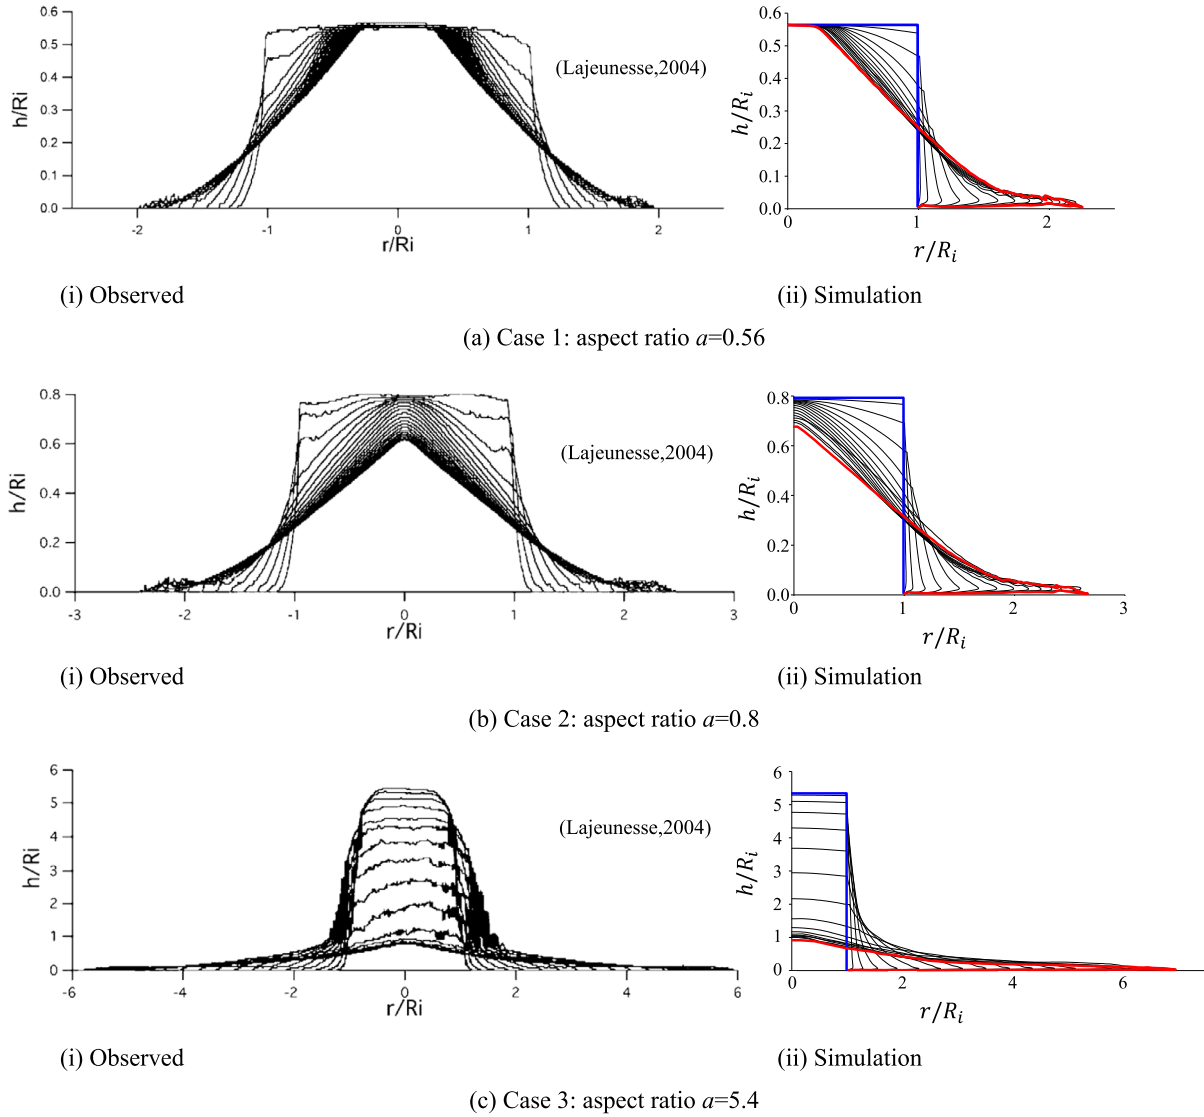 0.6
0.5
0.4
0.3
0.2
0.1
0.0
h/Ri
-2
-1
0
1
2
r/Ri
(Lajeunesse,2004)
0.6
0.5
0.4
0.3
0.2
0.1
0.0
h/R_i
0
1
2
r/R_i
(i) Observed
(ii) Simulation
(a) Case 1: aspect ratio a=0.56
0.8
0.6
0.4
0.2
0.0
h/Ri
-3
-2
-1
0
1
2
3
r/Ri
(Lajeunesse,2004)
0.8
0.6
0.4
0.2
0.0
h/R_i
0
1
2
3
r/R_i
(i) Observed
(ii) Simulation
(b) Case 2: aspect ratio a=0.8
6
5
4
3
2
1
0
h/Ri
-6
-4
-2
0
2
4
6
r/Ri
(Lajeunesse,2004)
6
5
4
3
2
1
0
h/R_i
0
2
4
6
r/R_i
(i) Observed
(ii) Simulation
(c) Case 3: aspect ratio a=5.4